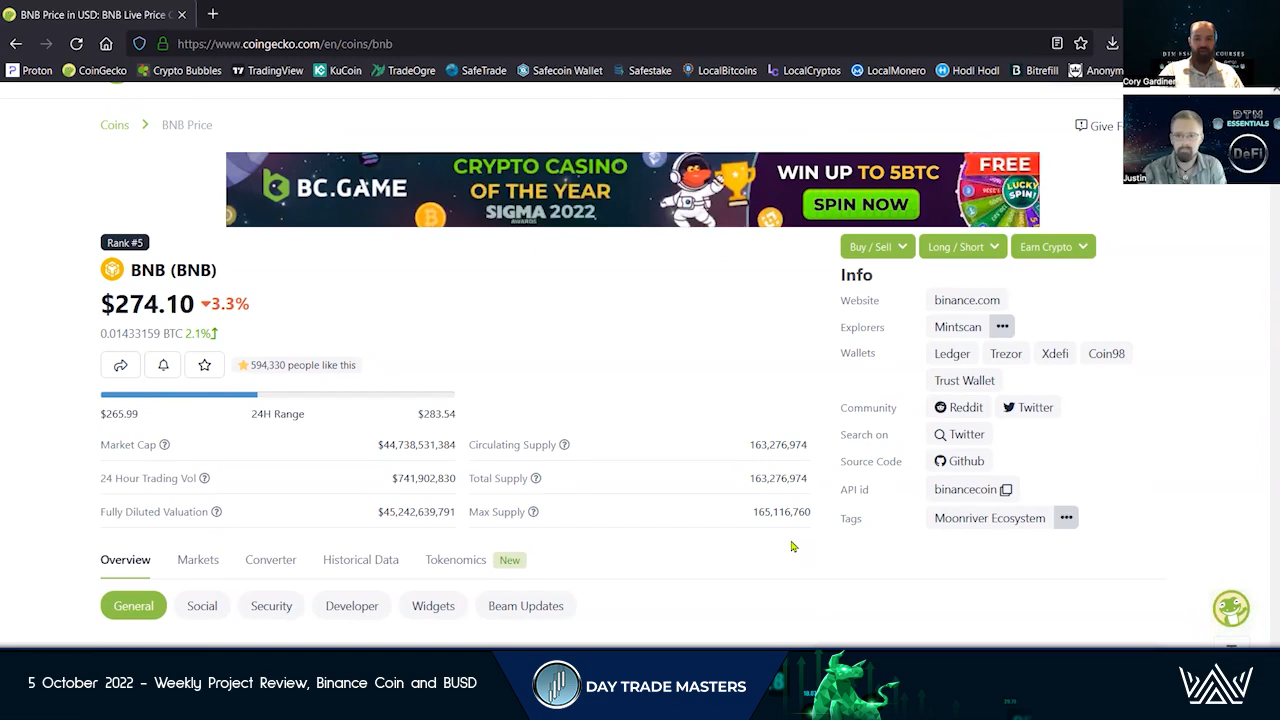 BNB Price in USD: BNB Live Price C
https://www.coingecko.com/en/coins/bnb
Proton CoinGecko Crypto Bubbles TradingView KuCoin TradeOgre SafeTrade Safecoin Wallet Safestake LocalBitcoins LocalCryptos LocalMonero Hodl Hodl Bitrefill Anonym
Cory Gardiner
DTM
ESSENTIALS
DeFi
Justin
Coins > BNB Price
Give F
BC.GAME
CRYPTO CASINO
OF THE YEAR
SIGMA 2022
AWARDS
WIN UP TO 5BTC
SPIN NOW
FREE
LUCKY
SPIN!
Rank #5
BNB (BNB)
$274.10 3.3%
0.01433159 BTC 2.1%
594,330 people like this
$265.99 24H Range $283.54
Market Cap $44,738,531,384
24 Hour Trading Vol $741,902,830
Fully Diluted Valuation $45,242,639,791
Circulating Supply 163,276,974
Total Supply 163,276,974
Max Supply 165,116,760
Buy / Sell Long / Short Earn Crypto
Info
Website binance.com
Explorers Mintscan
Wallets Ledger Trezor Xdefi Coin98
Trust Wallet
Community Reddit Twitter
Search on Twitter
Source Code Github
API id binancecoin
Tags Moonriver Ecosystem
Overview Markets Converter Historical Data Tokenomics New
General Social Security Developer Widgets Beam Updates
5 October 2022 - Weekly Project Review, Binance Coin and BUSD
DAY TRADE MASTERS